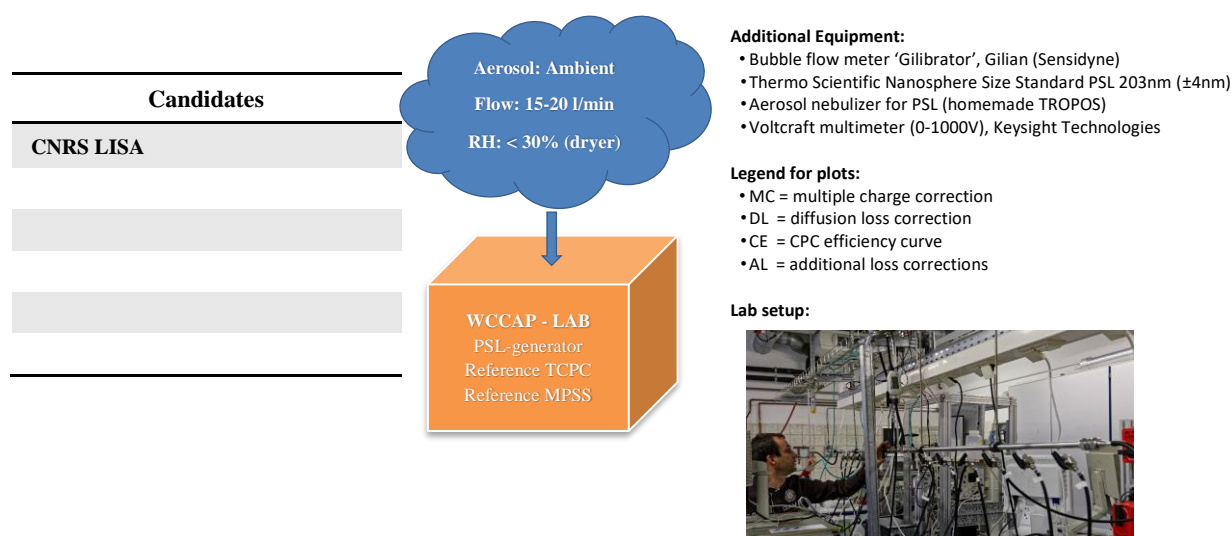 Candidates
CNRS LISA
Aerosol: Ambient
Flow: 15-20 l/min
RH: < 30% (dryer)
WCCAP - LAB
PSL-generator
Reference TCPC
Reference MPSS
Additional Equipment:
• Bubble flow meter ‘Gilibrator’, Gilian (Sensidyne)
• Thermo Scientific Nanosphere Size Standard PSL 203nm (±4nm)
• Aerosol nebulizer for PSL (homemade TROPOS)
• Voltcraft multimeter (0-1000V), Keysight Technologies
Legend for plots:
• MC = multiple charge correction
• DL = diffusion loss correction
• CE = CPC efficiency curve
• AL = additional loss corrections
Lab setup: